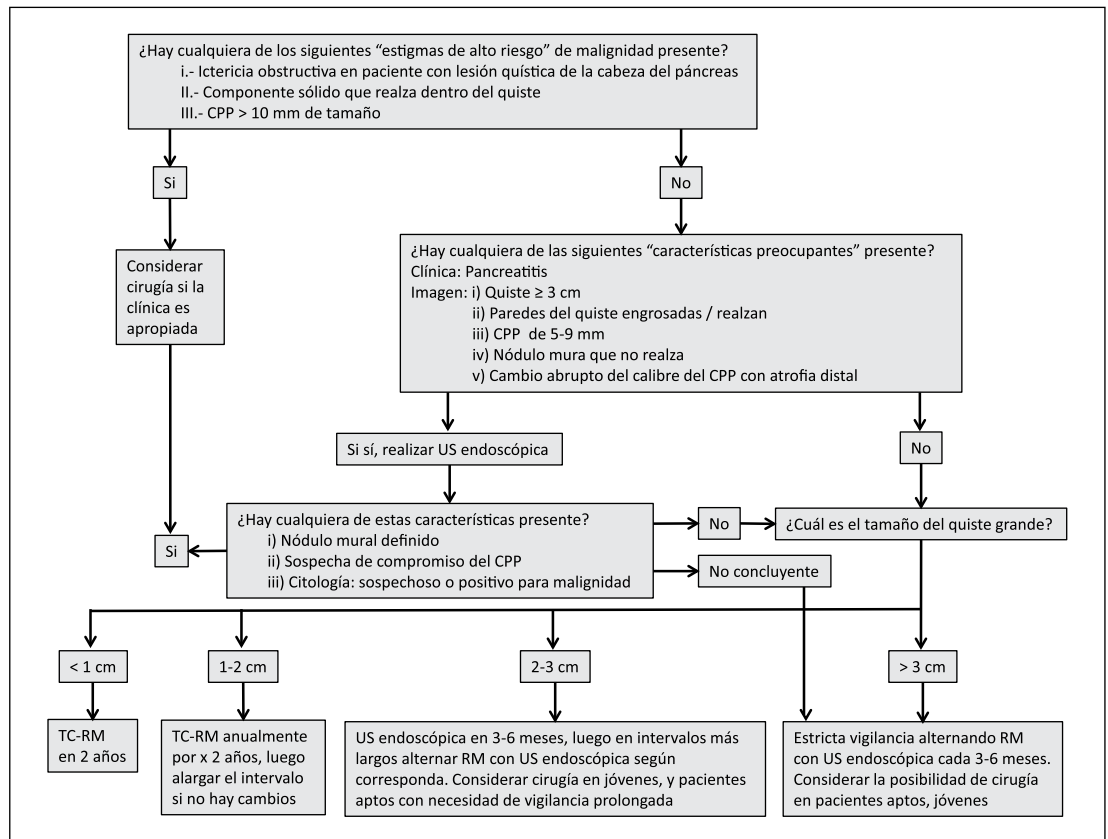 ¿Hay cualquiera de los siguientes “estigmas de alto riesgo” de malignidad presente?
i.- Ictericia obstructiva en paciente con lesión quística de la cabeza del páncreas
II.- Componente sólido que realza dentro del quiste
III.- CPP > 10 mm de tamaño
Si
No
Considerar
cirugía si la
clínica es
apropiada
¿Hay cualquiera de las siguientes “características preocupantes” presente?
Clínica: Pancreatitis
Imagen: i) Quiste ≥ 3 cm
ii) Paredes del quiste engrosadas / realzan
iii) CPP de 5-9 mm
iv) Nódulo mura que no realza
v) Cambio abrupto del calibre del CPP con atrofia distal
Si sí, realizar US endoscópica
No
¿Hay cualquiera de estas características presente?
i) Nódulo mural definido
ii) Sospecha de compromiso del CPP
iii) Citología: sospechoso o positivo para malignidad
Si
No
¿Cuál es el tamaño del quiste grande?
No concluyente
< 1 cm
1-2 cm
2-3 cm
> 3 cm
TC-RM
en 2 años
TC-RM anualmente
por x 2 años, luego
alargar el intervalo
si no hay cambios
US endoscópica en 3-6 meses, luego en intervalos más
largos alternar RM con US endoscópica según
corresponda. Considerar cirugía en jóvenes, y pacientes
aptos con necesidad de vigilancia prolongada
Estricta vigilancia alternando RM
con US endoscópica cada 3-6 meses.
Considerar la posibilidad de cirugía
en pacientes aptos, jóvenes